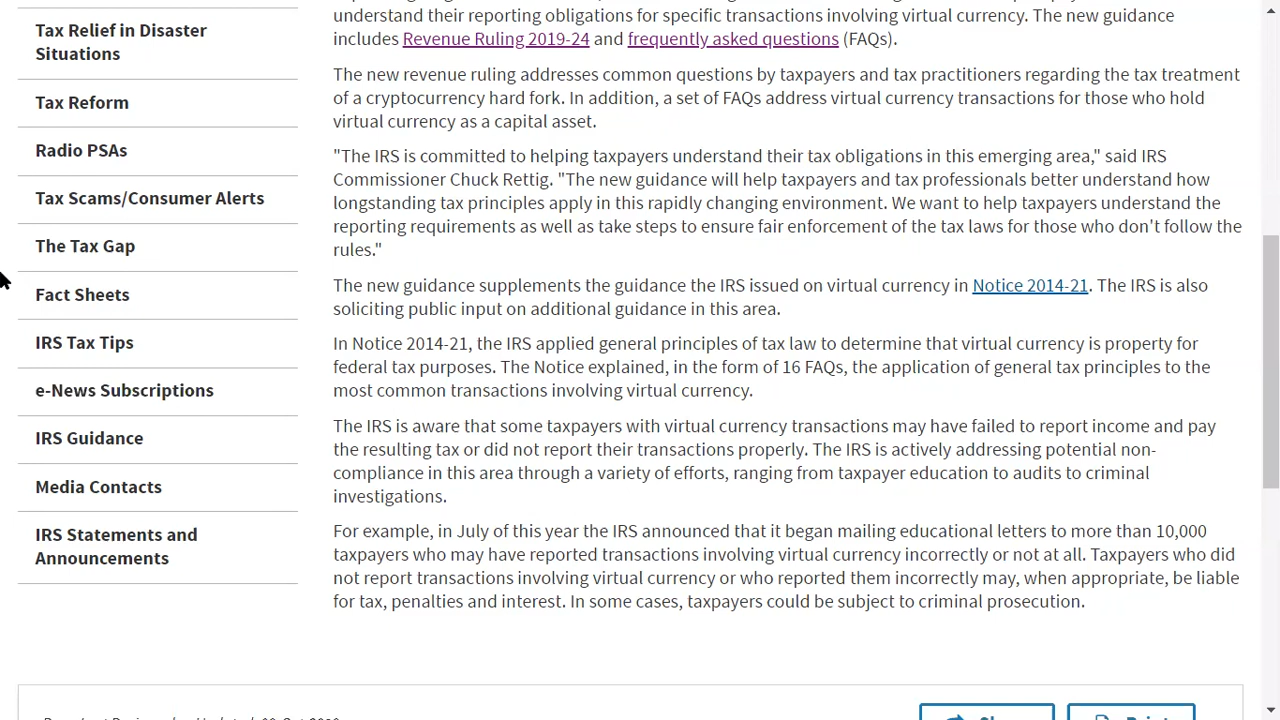 Tax Relief in Disaster
Situations
Tax Reform
Radio PSAs
Tax Scams/Consumer Alerts
The Tax Gap
Fact Sheets
IRS Tax Tips
e-News Subscriptions
IRS Guidance
Media Contacts
IRS Statements and
Announcements
understand their reporting obligations for specific transactions involving virtual currency. The new guidance
includes Revenue Ruling 2019-24 and frequently asked questions (FAQs).
The new revenue ruling addresses common questions by taxpayers and tax practitioners regarding the tax treatment
of a cryptocurrency hard fork. In addition, a set of FAQs address virtual currency transactions for those who hold
virtual currency as a capital asset.
"The IRS is committed to helping taxpayers understand their tax obligations in this emerging area," said IRS
Commissioner Chuck Rettig. "The new guidance will help taxpayers and tax professionals better understand how
longstanding tax principles apply in this rapidly changing environment. We want to help taxpayers understand the
reporting requirements as well as take steps to ensure fair enforcement of the tax laws for those who don't follow the
rules."
The new guidance supplements the guidance the IRS issued on virtual currency in Notice 2014-21. The IRS is also
soliciting public input on additional guidance in this area.
In Notice 2014-21, the IRS applied general principles of tax law to determine that virtual currency is property for
federal tax purposes. The Notice explained, in the form of 16 FAQs, the application of general tax principles to the
most common transactions involving virtual currency.
The IRS is aware that some taxpayers with virtual currency transactions may have failed to report income and pay
the resulting tax or did not report their transactions properly. The IRS is actively addressing potential non-
compliance in this area through a variety of efforts, ranging from taxpayer education to audits to criminal
investigations.
For example, in July of this year the IRS announced that it began mailing educational letters to more than 10,000
taxpayers who may have reported transactions involving virtual currency incorrectly or not at all. Taxpayers who did
not report transactions involving virtual currency or who reported them incorrectly may, when appropriate, be liable
for tax, penalties and interest. In some cases, taxpayers could be subject to criminal prosecution.